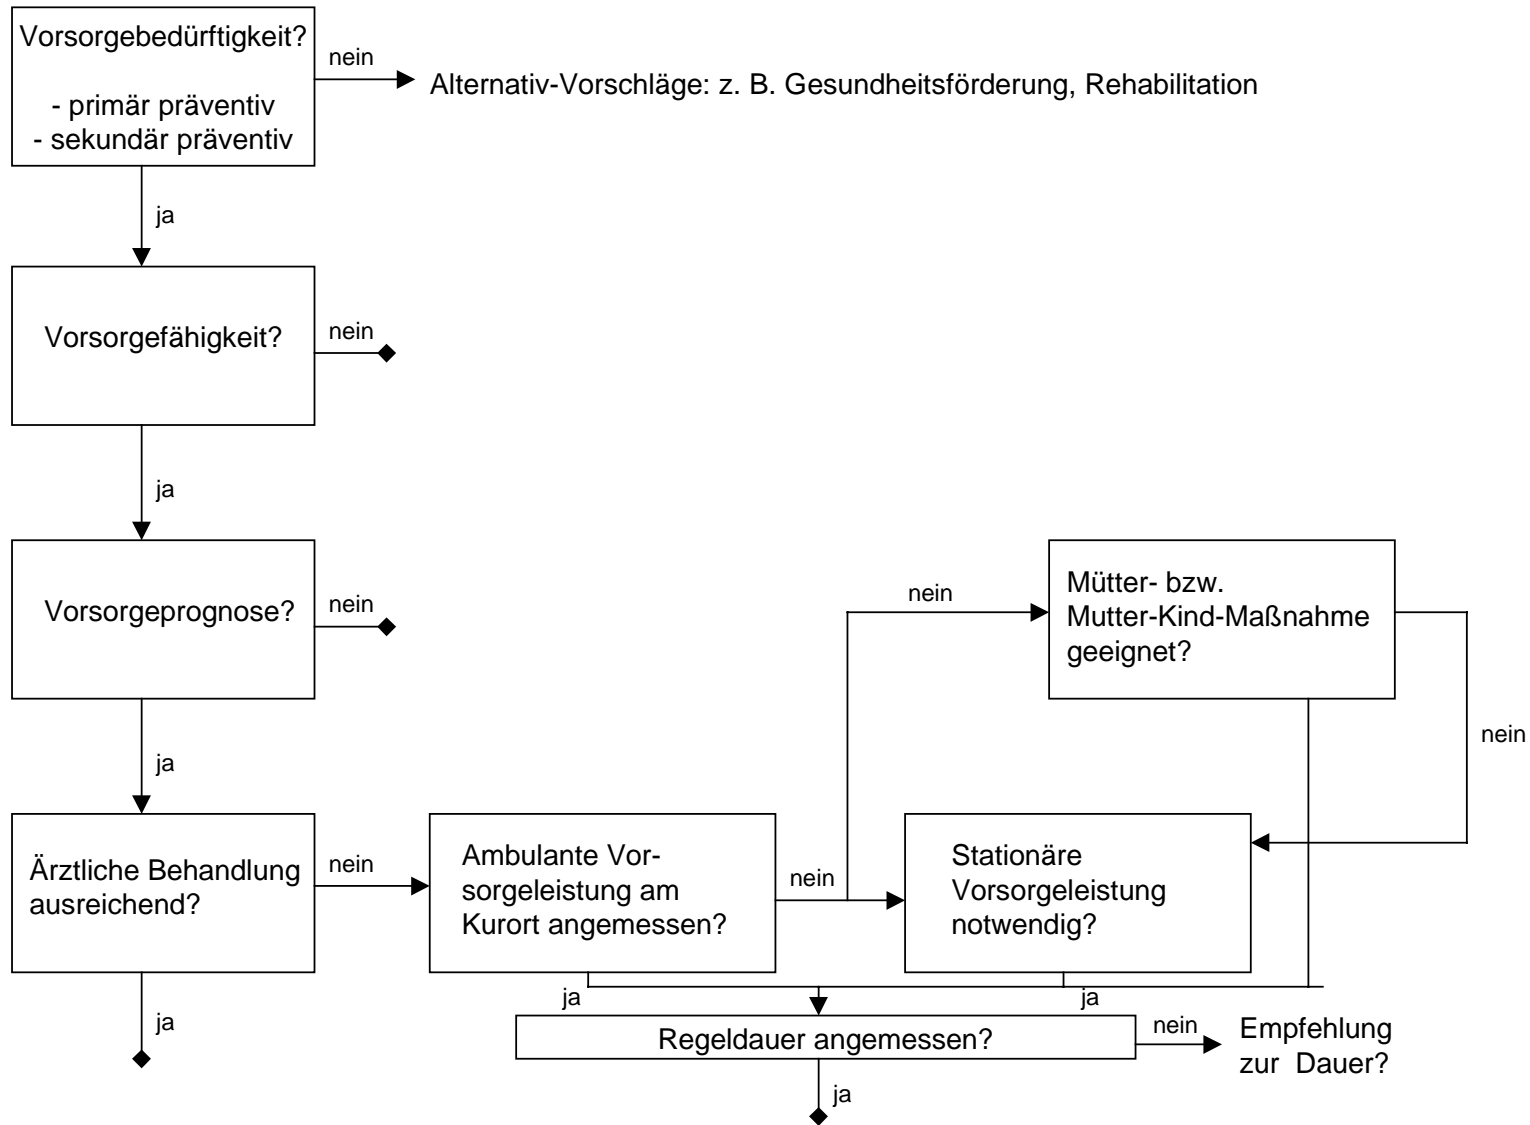 Vorsorgebedürftigkeit?
- primär präventiv
- sekundär präventiv
nein
Alternativ-Vorschläge: z. B. Gesundheitsförderung, Rehabilitation
ja
Vorsorgefähigkeit?
nein
ja
Vorsorgeprognose?
nein
ja
nein
Mütter- bzw.
Mutter-Kind-Maßnahme
geeignet?
nein
Ärztliche Behandlung
ausreichend?
nein
Ambulante Vor-
sorgeleistung am
Kurort angemessen?
nein
Stationäre
Vorsorgeleistung
notwendig?
ja
ja
ja
Regeldauer angemessen?
nein
Empfehlung
zur Dauer?
ja